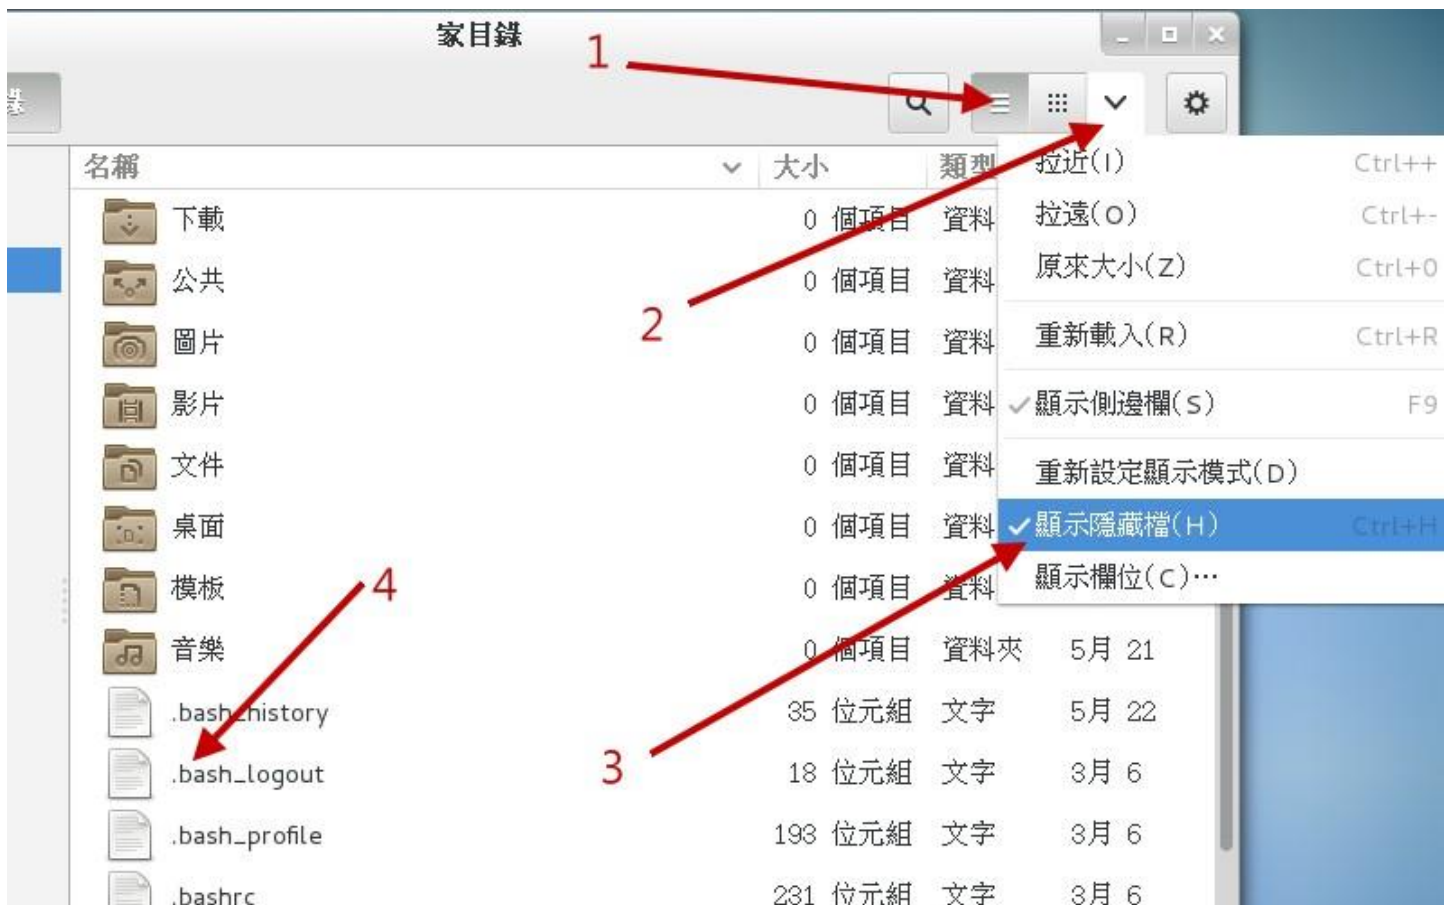 家目錄
1
錄
名稱 大小 類型
拉近(I) Ctrl++
下載 0 個項目 資料
拉遠(O) Ctrl+-
公共 0 個項目 資料
原來大小(Z) Ctrl+0
2
圖片 0 個項目 資料
重新載入(R) Ctrl+R
影片 0 個項目 資料
顯示側邊欄(S) F9
文件 0 個項目 資料
重新設定顯示模式(D)
桌面 0 個項目 資料
顯示隱藏檔(H) Ctrl+H
模板 0 個項目 資料
顯示欄位(C)…
4
音樂 0 個項目 資料夾 5月 21
.bash_history 35 位元組 文字 5月 22
3
.bash_logout 18 位元組 文字 3月 6
.bash_profile 193 位元組 文字 3月 6
.bashrc 231 位元組 文字 3月 6